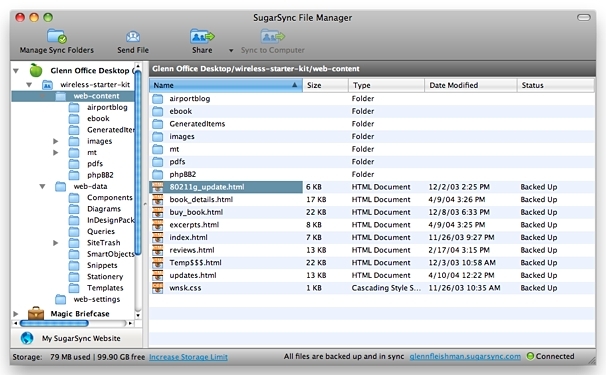 SugarSync File Manager
Manage Sync Folders Send File Share Sync to Computer
Glenn Office Desktop ( Glenn Office Desktop/wireless-starter-kit/web-content
wireless-starter-kit Name Size Type Date Modified Status
web-content airportblog Folder
airportblog ebook Folder
ebook GeneratedItems Folder
GeneratedItem images Folder
images mt Folder
mt pdfs Folder
pdfs phpBB2 Folder
phpBB2 80211g_update.html 6 KB HTML Document 12/2/03 2:25 PM Backed Up
web-data book_details.html 17 KB HTML Document 4/9/04 3:26 PM Backed Up
Components buy_book.html 22 KB HTML Document 12/8/03 6:33 PM Backed Up
Diagrams excerpts.html 8 KB HTML Document 4/9/04 3:25 PM Backed Up
InDesignPack index.html 7 KB HTML Document 11/26/03 9:27 PM Backed Up
Queries reviews.html 13 KB HTML Document 2/17/04 3:15 PM Backed Up
SiteTrash Temp$$$.html 22 KB HTML Document 12/3/03 10:58 AM Backed Up
SmartObjects updates.html 13 KB HTML Document 4/10/04 12:22 PM Backed Up
Snippets wnsk.css 1 KB Cascading Style S... 11/26/03 10:35 AM Backed Up
Stationery
Templates
web-settings
Magic Briefcase
My SugarSync Website
Storage: 79 MB used | 99.90 GB free Increase Storage Limit All files are backed up and in sync glennfleishman.sugarsync.com Connected